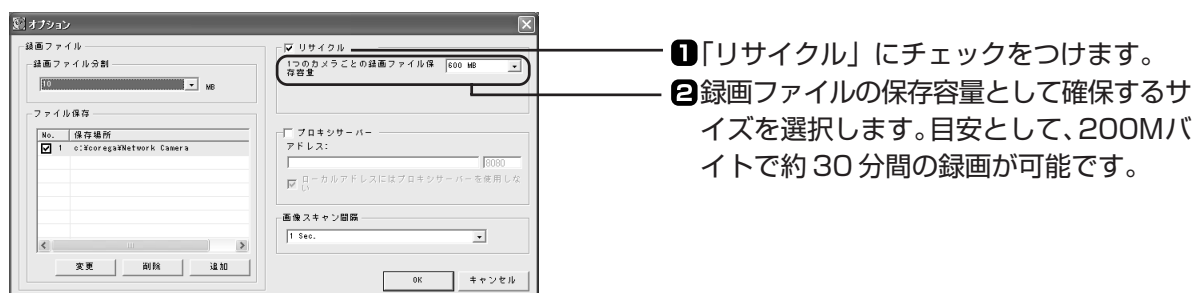 オプション
録画ファイル
録画ファイル分割
10
MB
ファイル保存
No. 保存場所
1 c:¥corega¥Network Camera
変更 削除 追加
リサイクル
1つのカメラごとの録画ファイル保
存容量
600 MB
プロキシサーバー
アドレス:
8080
ローカルアドレスにはプロキシサーバーを使用しな
い
画像スキャン間隔
1 Sec.
OK キャンセル
1「リサイクル」にチェックをつけます。
2録画ファイルの保存容量として確保するサ
イズを選択します。目安として、200Mバ
イトで約 30 分間の録画が可能です。